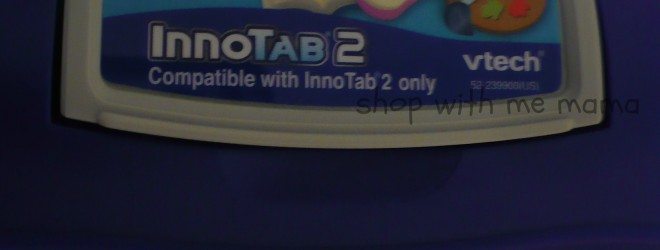 InnoTab® 2
vtech®
Compatible with InnoTab® 2 only
shop with me mama